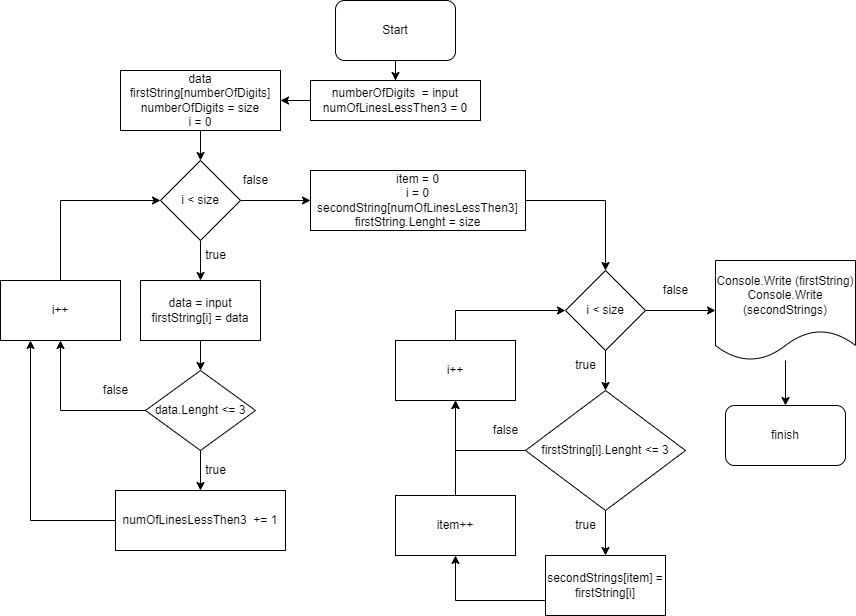 Start
numberOfDigits = input
numOfLinesLessThen3 = 0
data
firstString[numberOfDigits]
numberOfDigits = size
i = 0
i < size
false
true
item = 0
i = 0
secondString[numOfLinesLessThen3]
firstString.Lenght = size
i++
data = input
firstString[i] = data
data.Lenght <= 3
false
true
numOfLinesLessThen3 += 1
i < size
false
true
Console.Write (firstString)
Console.Write
(secondStrings)
i++
firstString[i].Lenght <= 3
false
true
finish
item++
secondStrings[item] =
firstString[i]